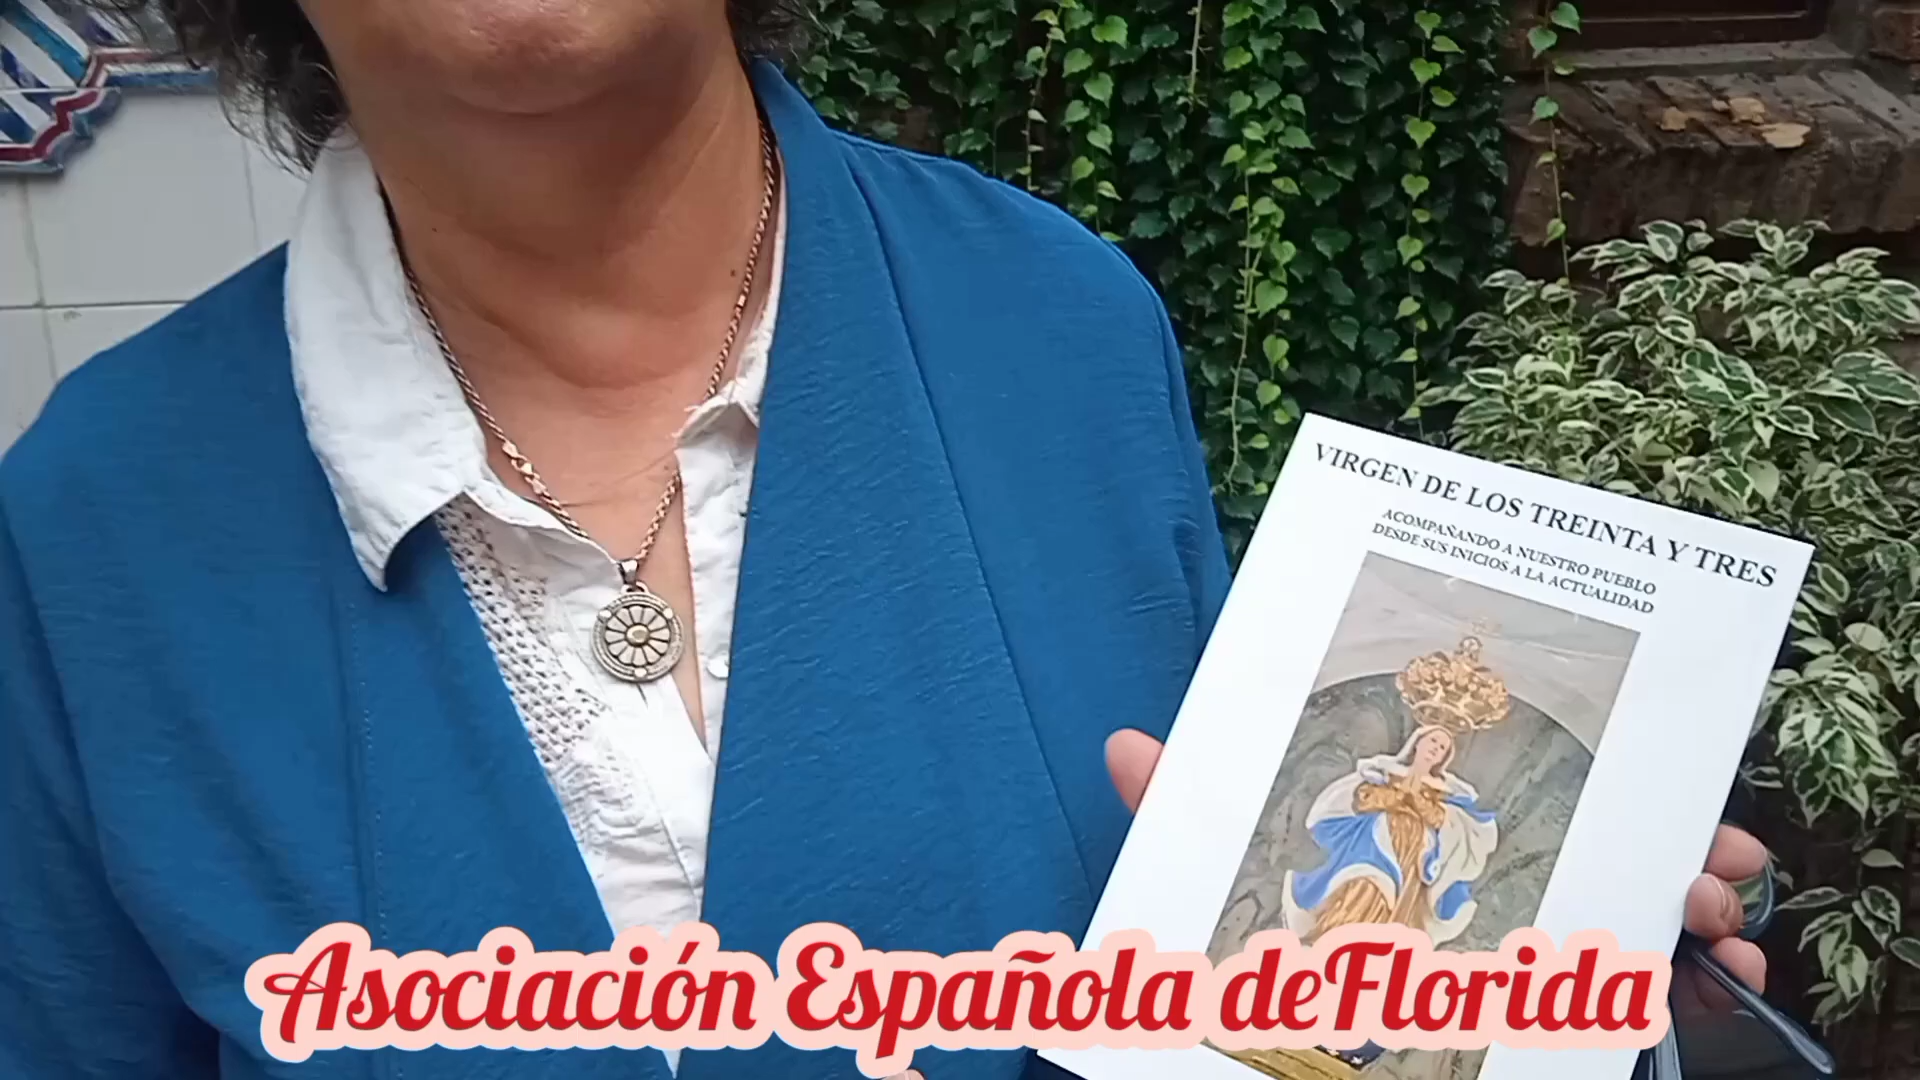 VIRGEN DE LOS TREINTA Y TRES
ACOMPAÑANDO A NUESTRO PUEBLO
DESDE SUS INICIOS A LA ACTUALIDAD
Asociación Española deFlorida